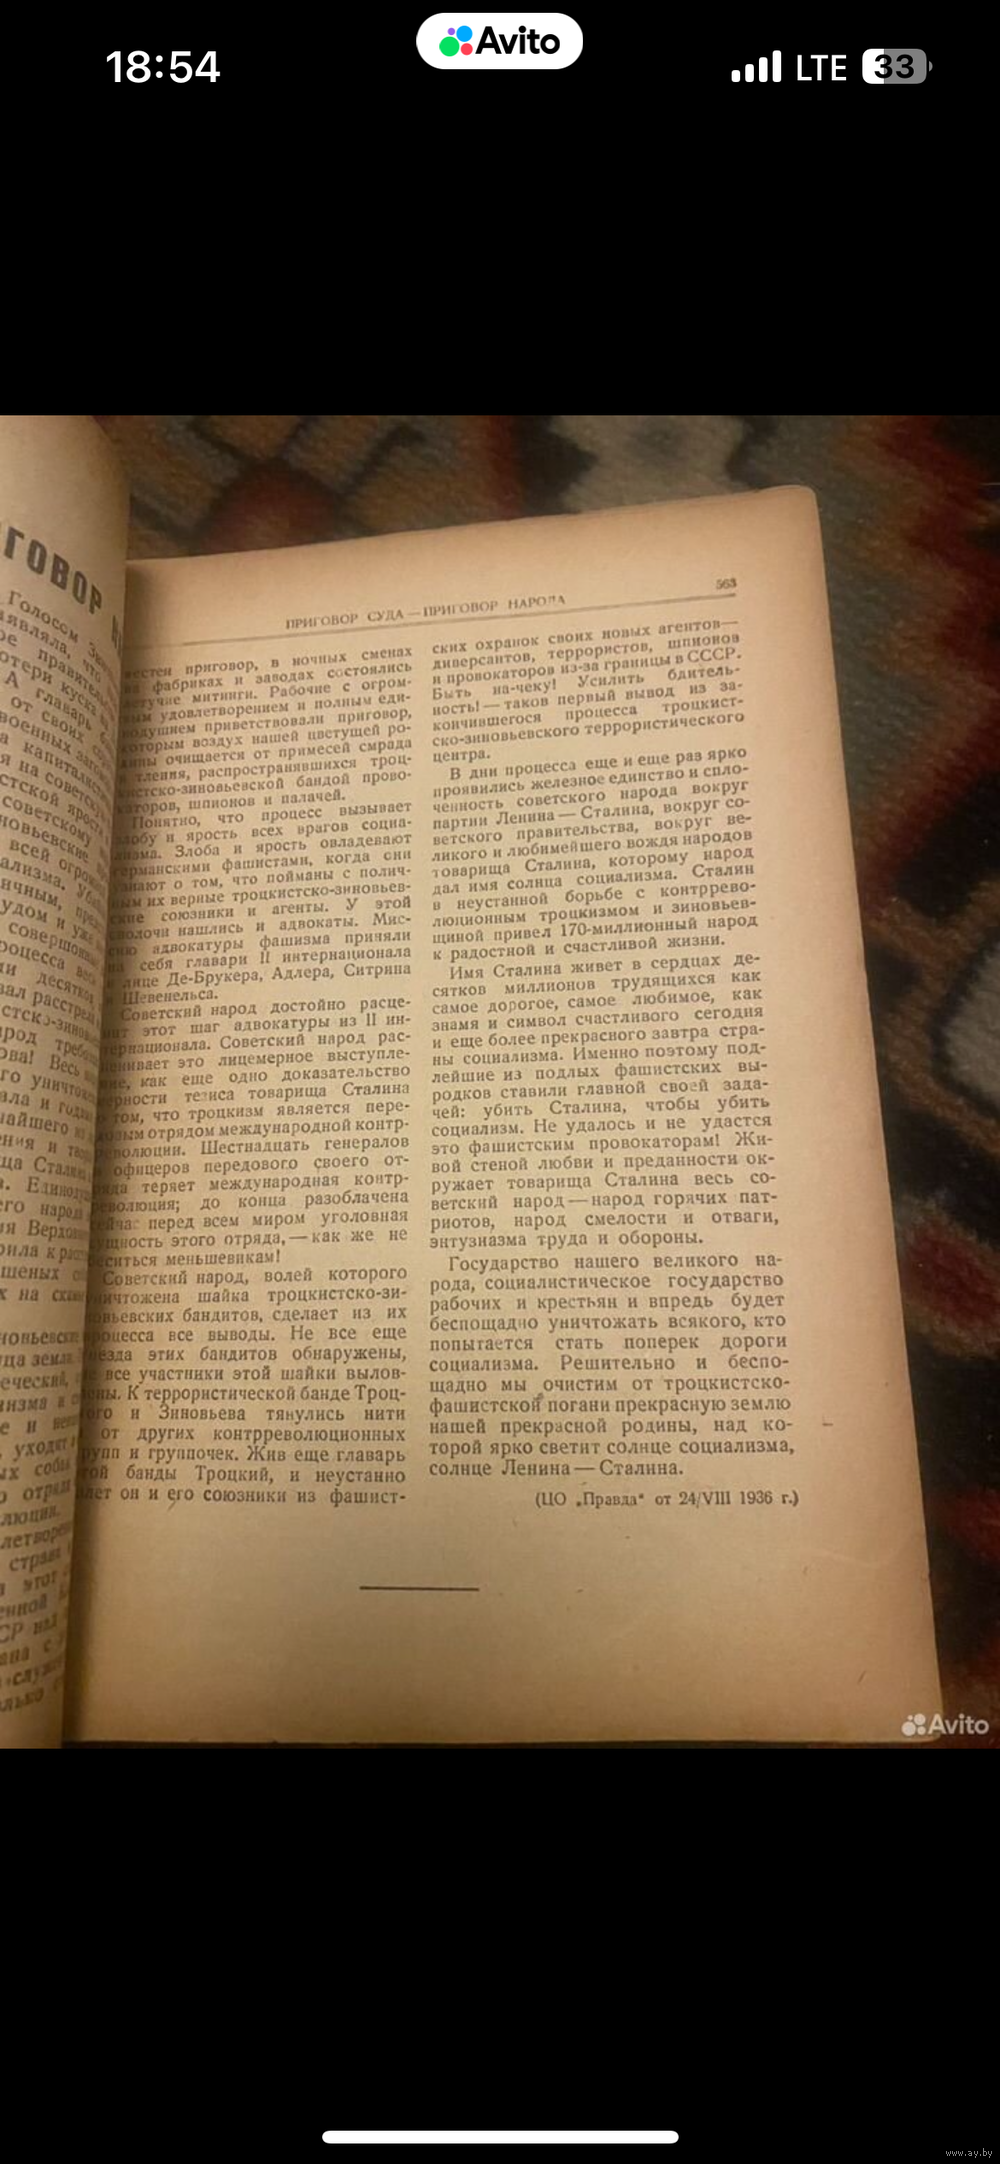 18:54
Avito
LTE
33
ГОВОР
Голосом
являла, что
А главарь
от своих
ПРИГОВОР СУДА — ПРИГОВОР НАРОДА
563
приговор, в ночных сменах
фабриках и заводах состоялись
митинги. Рабочие с огром-
удовлетворением и полным еди-
приветствовали приговор,
воздух нашей цветущей ро-
очищается от примесей смрада
тления, распространявшихся троц-
кистско-зиновьевской бандой прово-
каторов, шпионов и палачей.
Понятно, что процесс вызывает
злобу и ярость всех врагов социа-
лизма. Злоба и ярость овладевают
германскими фашистами, когда они
узнают о том, что пойманы с полич-
ным их верные троцкистско-зиновьев-
ские союзники и агенты. У этой
сволочи нашлись и адвокаты. Мис-
сию адвокатуры фашизма приняли
на себя главари II интернационала
в лице Де-Брукера, Адлера, Ситрина
и Шевенельса.
Советский народ достойно расце-
нит этот шаг адвокатуры из II ин-
тернационала. Советский народ рас-
ценивает это лицемерное выступле-
ние, как еще одно доказательство
верности тезиса товарища Сталина
о том, что троцкизм является пере-
довым отрядом международной контр-
революции. Шестнадцать генералов
и офицеров передового своего от-
ряда теряет международная контр-
революция; до конца разоблачена
сейчас перед всем миром уголовная
сущность этого отряда, — как же не
беситься меньшевикам!
Советский народ, волей которого
уничтожена шайка троцкистско-зи-
новьевских бандитов, сделает из их
процесса все выводы. Не все еще
гнезда этих бандитов обнаружены,
не все участники этой шайки вылов-
лены. К террористической банде Троц-
кого и Зиновьева тянулись нити
от других контрреволюционных
групп и группочек. Жив еще главарь
этой банды Троцкий, и неустанно
шлет он и его союзники из фашист-
ских охранок своих новых агентов —
диверсантов, террористов, шпионов
и провокаторов из-за границы в СССР.
Быть на-чеку! Усилить бдитель-
ность! — таков первый вывод из за-
кончившегося процесса троцкист-
ско-зиновьевского террористического
центра.
В дни процесса еще и еще раз ярко
проявились железное единство и спло-
ченность советского народа вокруг
партии Ленина — Сталина, вокруг со-
ветского правительства, вокруг ве-
ликого и любимейшего вождя народов
товарища Сталина, которому народ
дал имя солнца социализма. Сталин
в неустанной борьбе с контррево-
люционным троцкизмом и зиновьев-
щиной привел 170-миллионный народ
к радостной и счастливой жизни.
Имя Сталина живет в сердцах де-
сятков миллионов трудящихся как
самое дорогое, самое любимое, как
знамя и символ счастливого сегодня
и еще более прекрасного завтра стра-
ны социализма. Именно поэтому под-
лейшие из подлых фашистских вы-
родков ставили главной своей зада-
чей: убить Сталина, чтобы убить
социализм. Не удалось и не удастся
это фашистским провокаторам! Жи-
вой стеной любви и преданности ок-
ружает товарища Сталина весь со-
ветский народ — народ горячих пат-
риотов, народ смелости и отваги,
энтузиазма труда и обороны.
Государство нашего великого на-
рода, социалистическое государство
рабочих и крестьян и впредь будет
беспощадно уничтожать всякого, кто
попытается стать поперек дороги
социализма. Решительно и беспо-
щадно мы очистим от троцкистско-
фашистской погани прекрасную землю
нашей прекрасной родины, над ко-
торой ярко светит солнце социализма,
солнце Ленина — Сталина.
(ЦО „Правда“ от 24/VIII 1936 г.)
Avito
www.ay.by